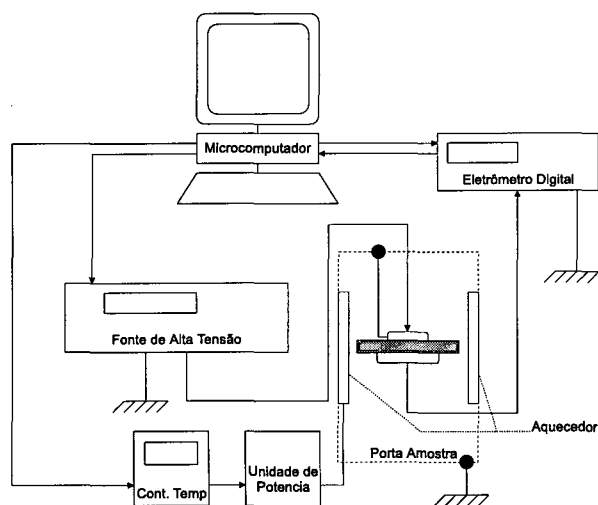 Microcomputador
Eletrômetro Digital
Fonte de Alta Tensão
Aquecedor
Porta Amostra
Cont. Temp
Unidade de
Potencia